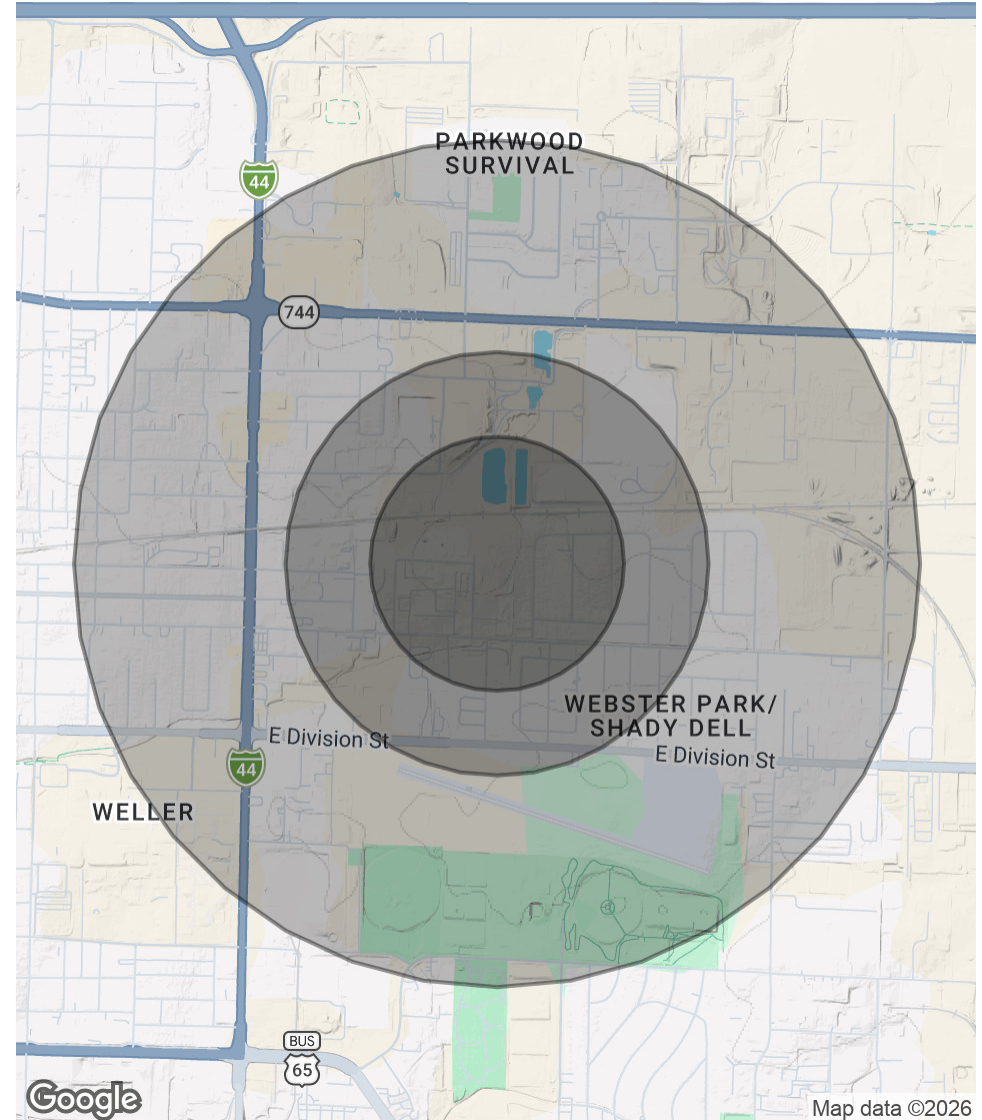 PARKWOOD
SURVIVAL
44
744
WEBSTER PARK/
SHADY DELL
E Division St
E Division St
44
WELLER
BUS
65
Google
Map data ©2026